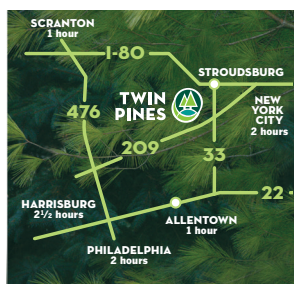 SCRANTON
1 hour
I-80
STROUDSBURG
TWIN
PINES
NEW
YORK
CITY
2 hours
476
209
33
22
HARRISBURG
2½ hours
ALLENTOWN
1 hour
PHILADELPHIA
2 hours